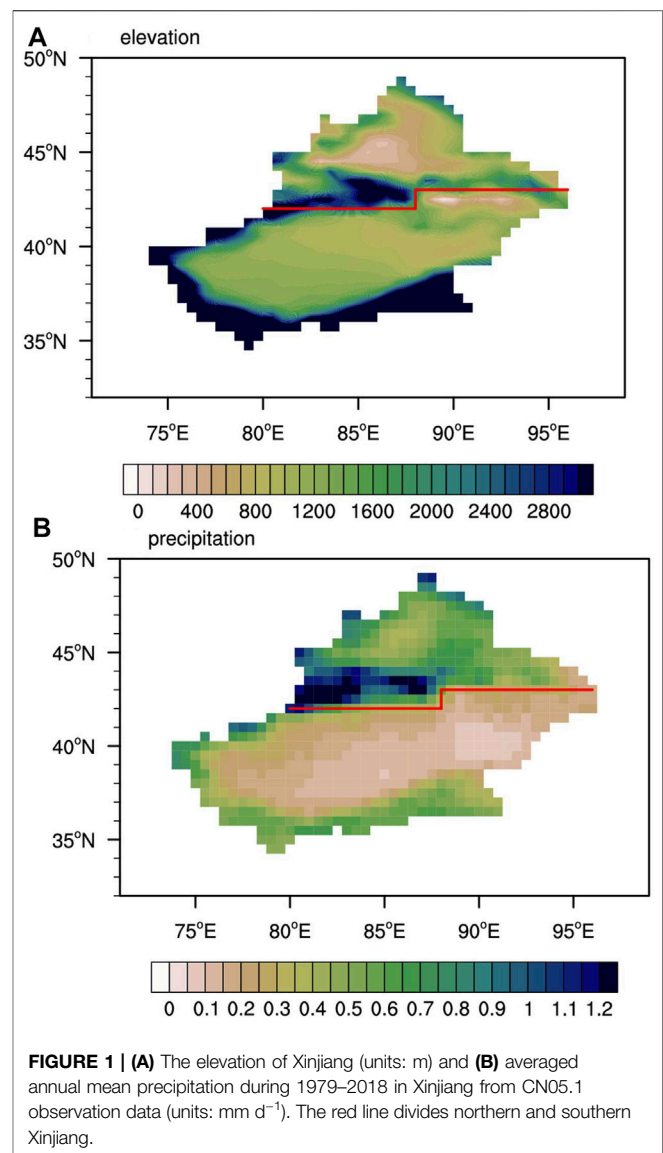 A
elevation
50°N
45°N
40°N
35°N
75°E 80°E 85°E 90°E 95°E
0 400 800 1200 1600 2000 2400 2800
B
precipitation
50°N
45°N
40°N
35°N
75°E 80°E 85°E 90°E 95°E
0 0.1 0.2 0.3 0.4 0.5 0.6 0.7 0.8 0.9 1 1.1 1.2
FIGURE 1 | (A) The elevation of Xinjiang (units: m) and (B) averaged
annual mean precipitation during 1979–2018 in Xinjiang from CN05.1
observation data (units: mm d⁻¹). The red line divides northern and southern
Xinjiang.